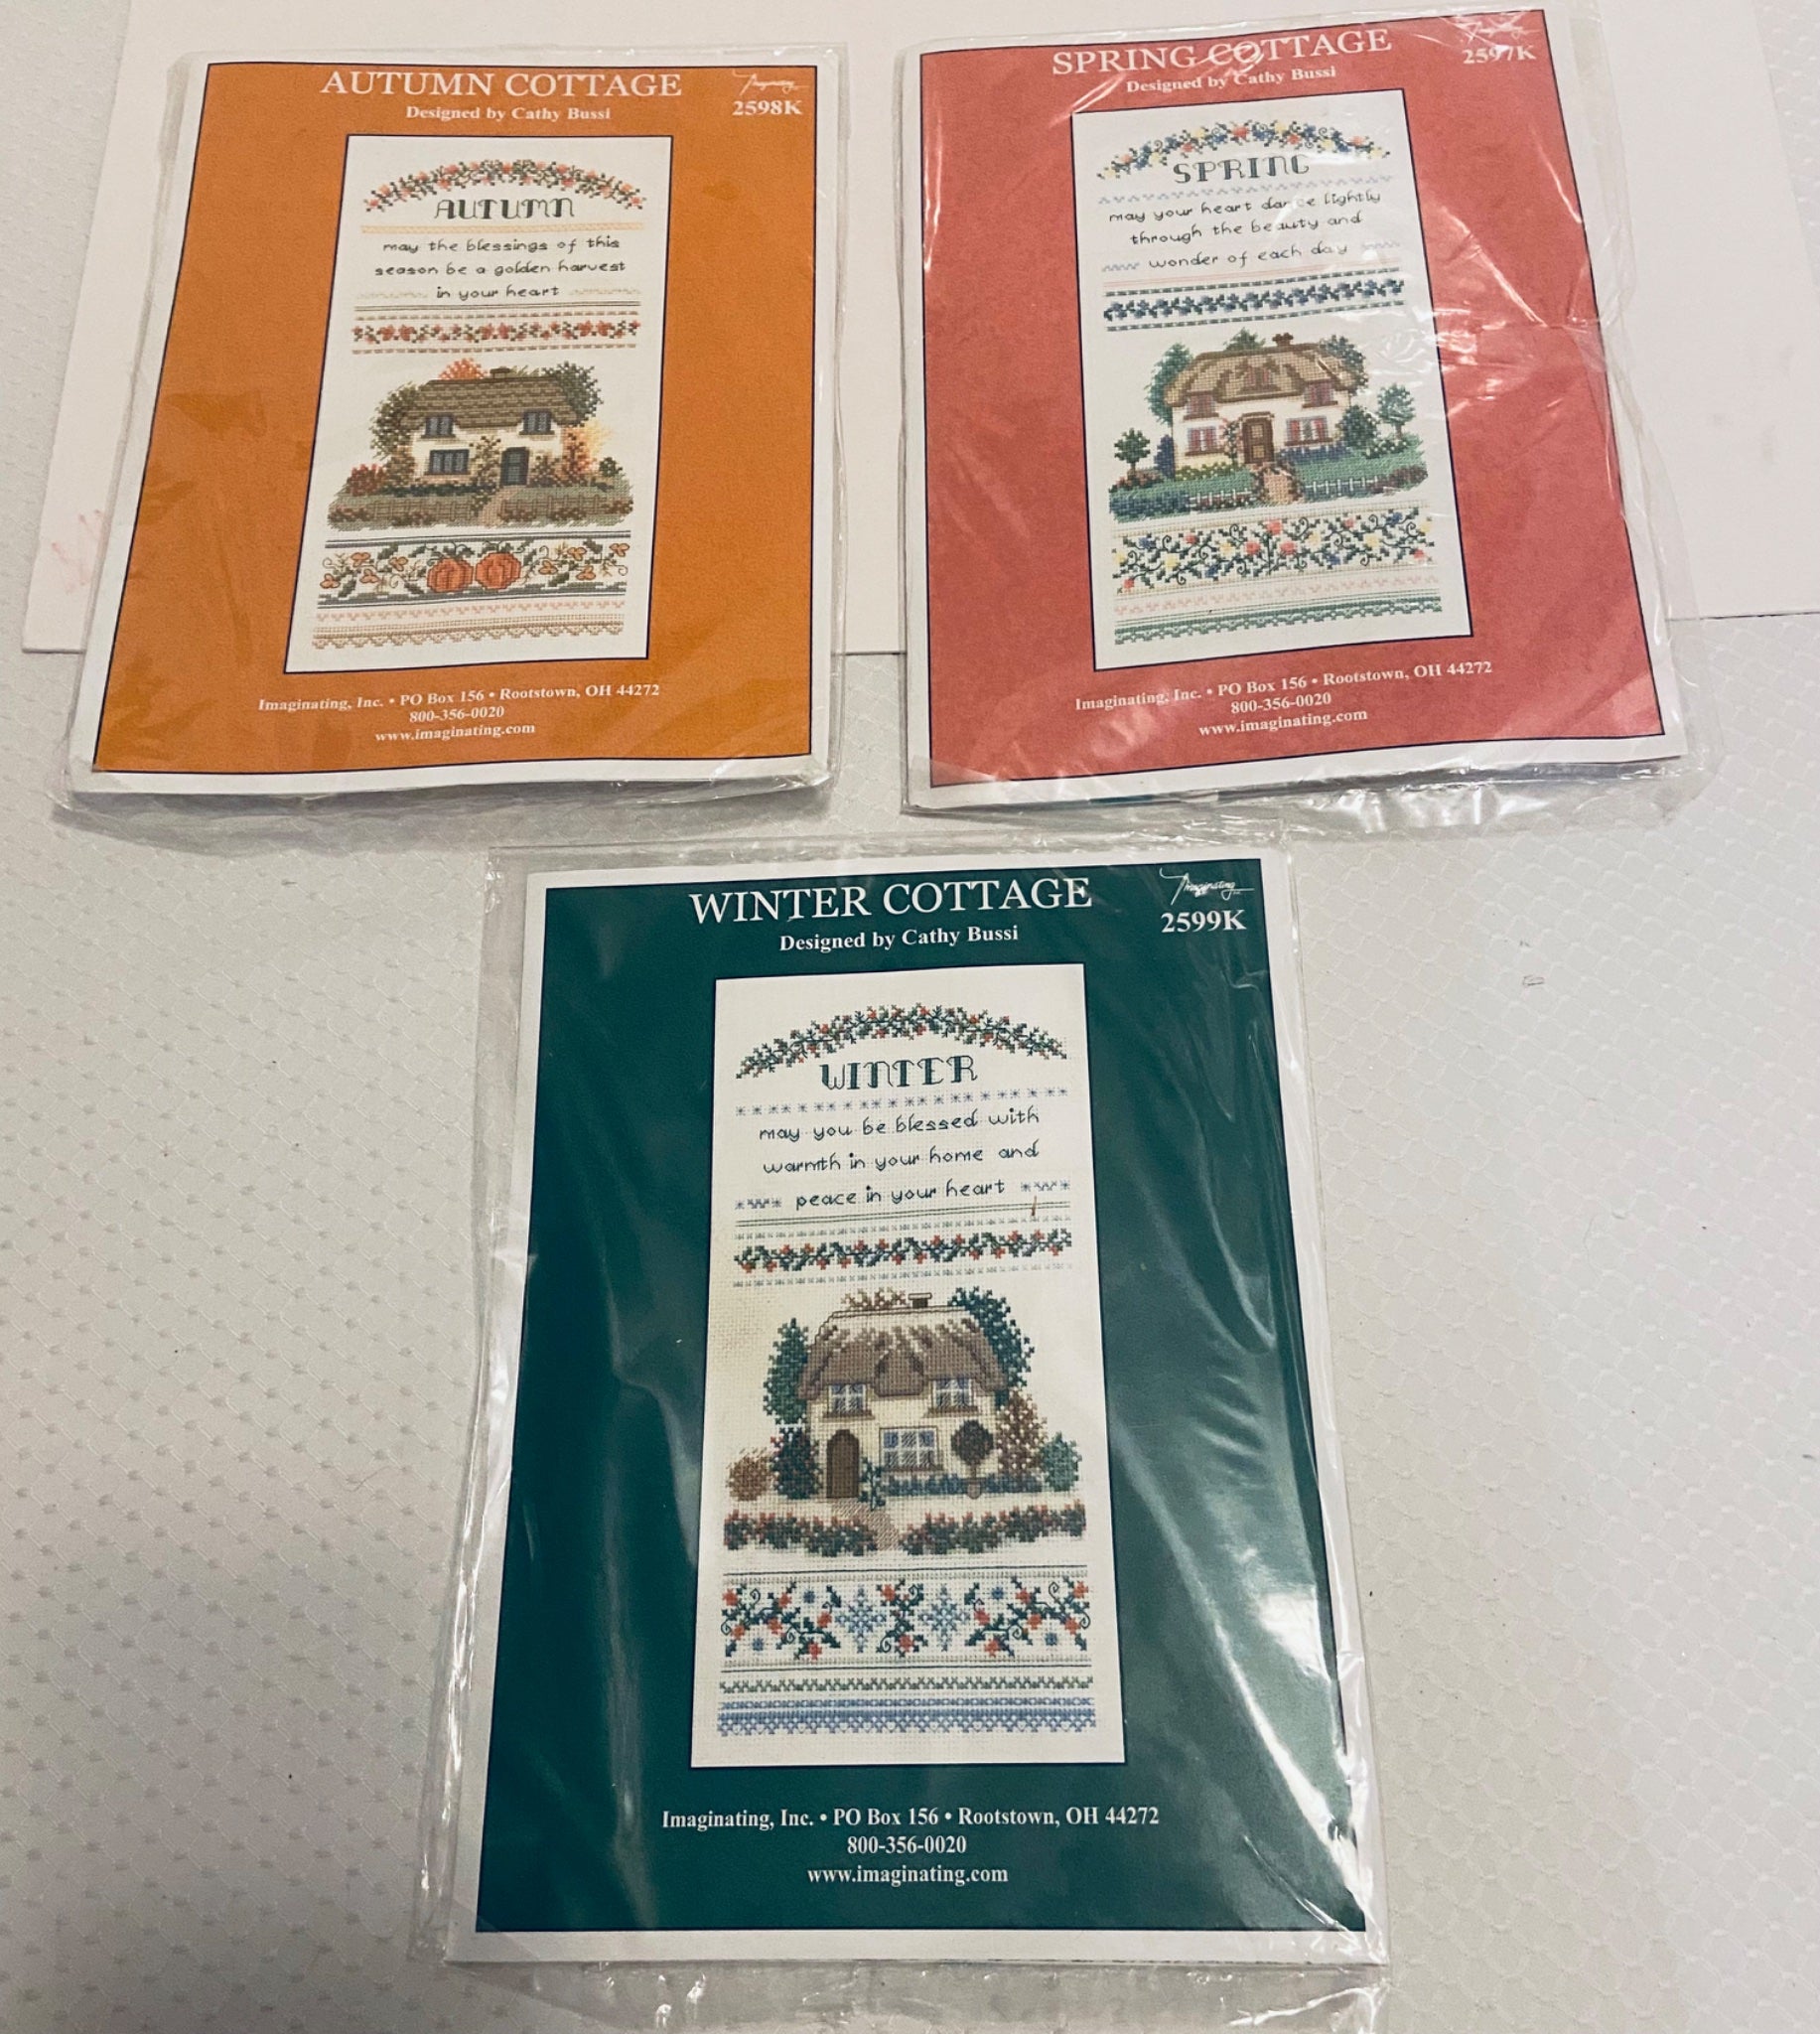 AUTUMN COTTAGE
Designed by Cathy Bussi
Imaginating
2598K
AUTUMN
may the blessings of this
season be a golden harvest
in your heart
Imaginating, Inc. • PO Box 156 • Rootstown, OH 44272
800-356-0020
www.imaginating.com
SPRING COTTAGE
Designed by Cathy Bussi
2597K
SPRING
may your heart dance lightly
through the beauty and
wonder of each day
Imaginating, Inc. • PO Box 156 • Rootstown, OH 44272
800-356-0020
www.imaginating.com
WINTER COTTAGE
Designed by Cathy Bussi
Imaginating
2599K
WINTER
may you be blessed with
warmth in your home and
peace in your heart
Imaginating, Inc. • PO Box 156 • Rootstown, OH 44272
800-356-0020
www.imaginating.com